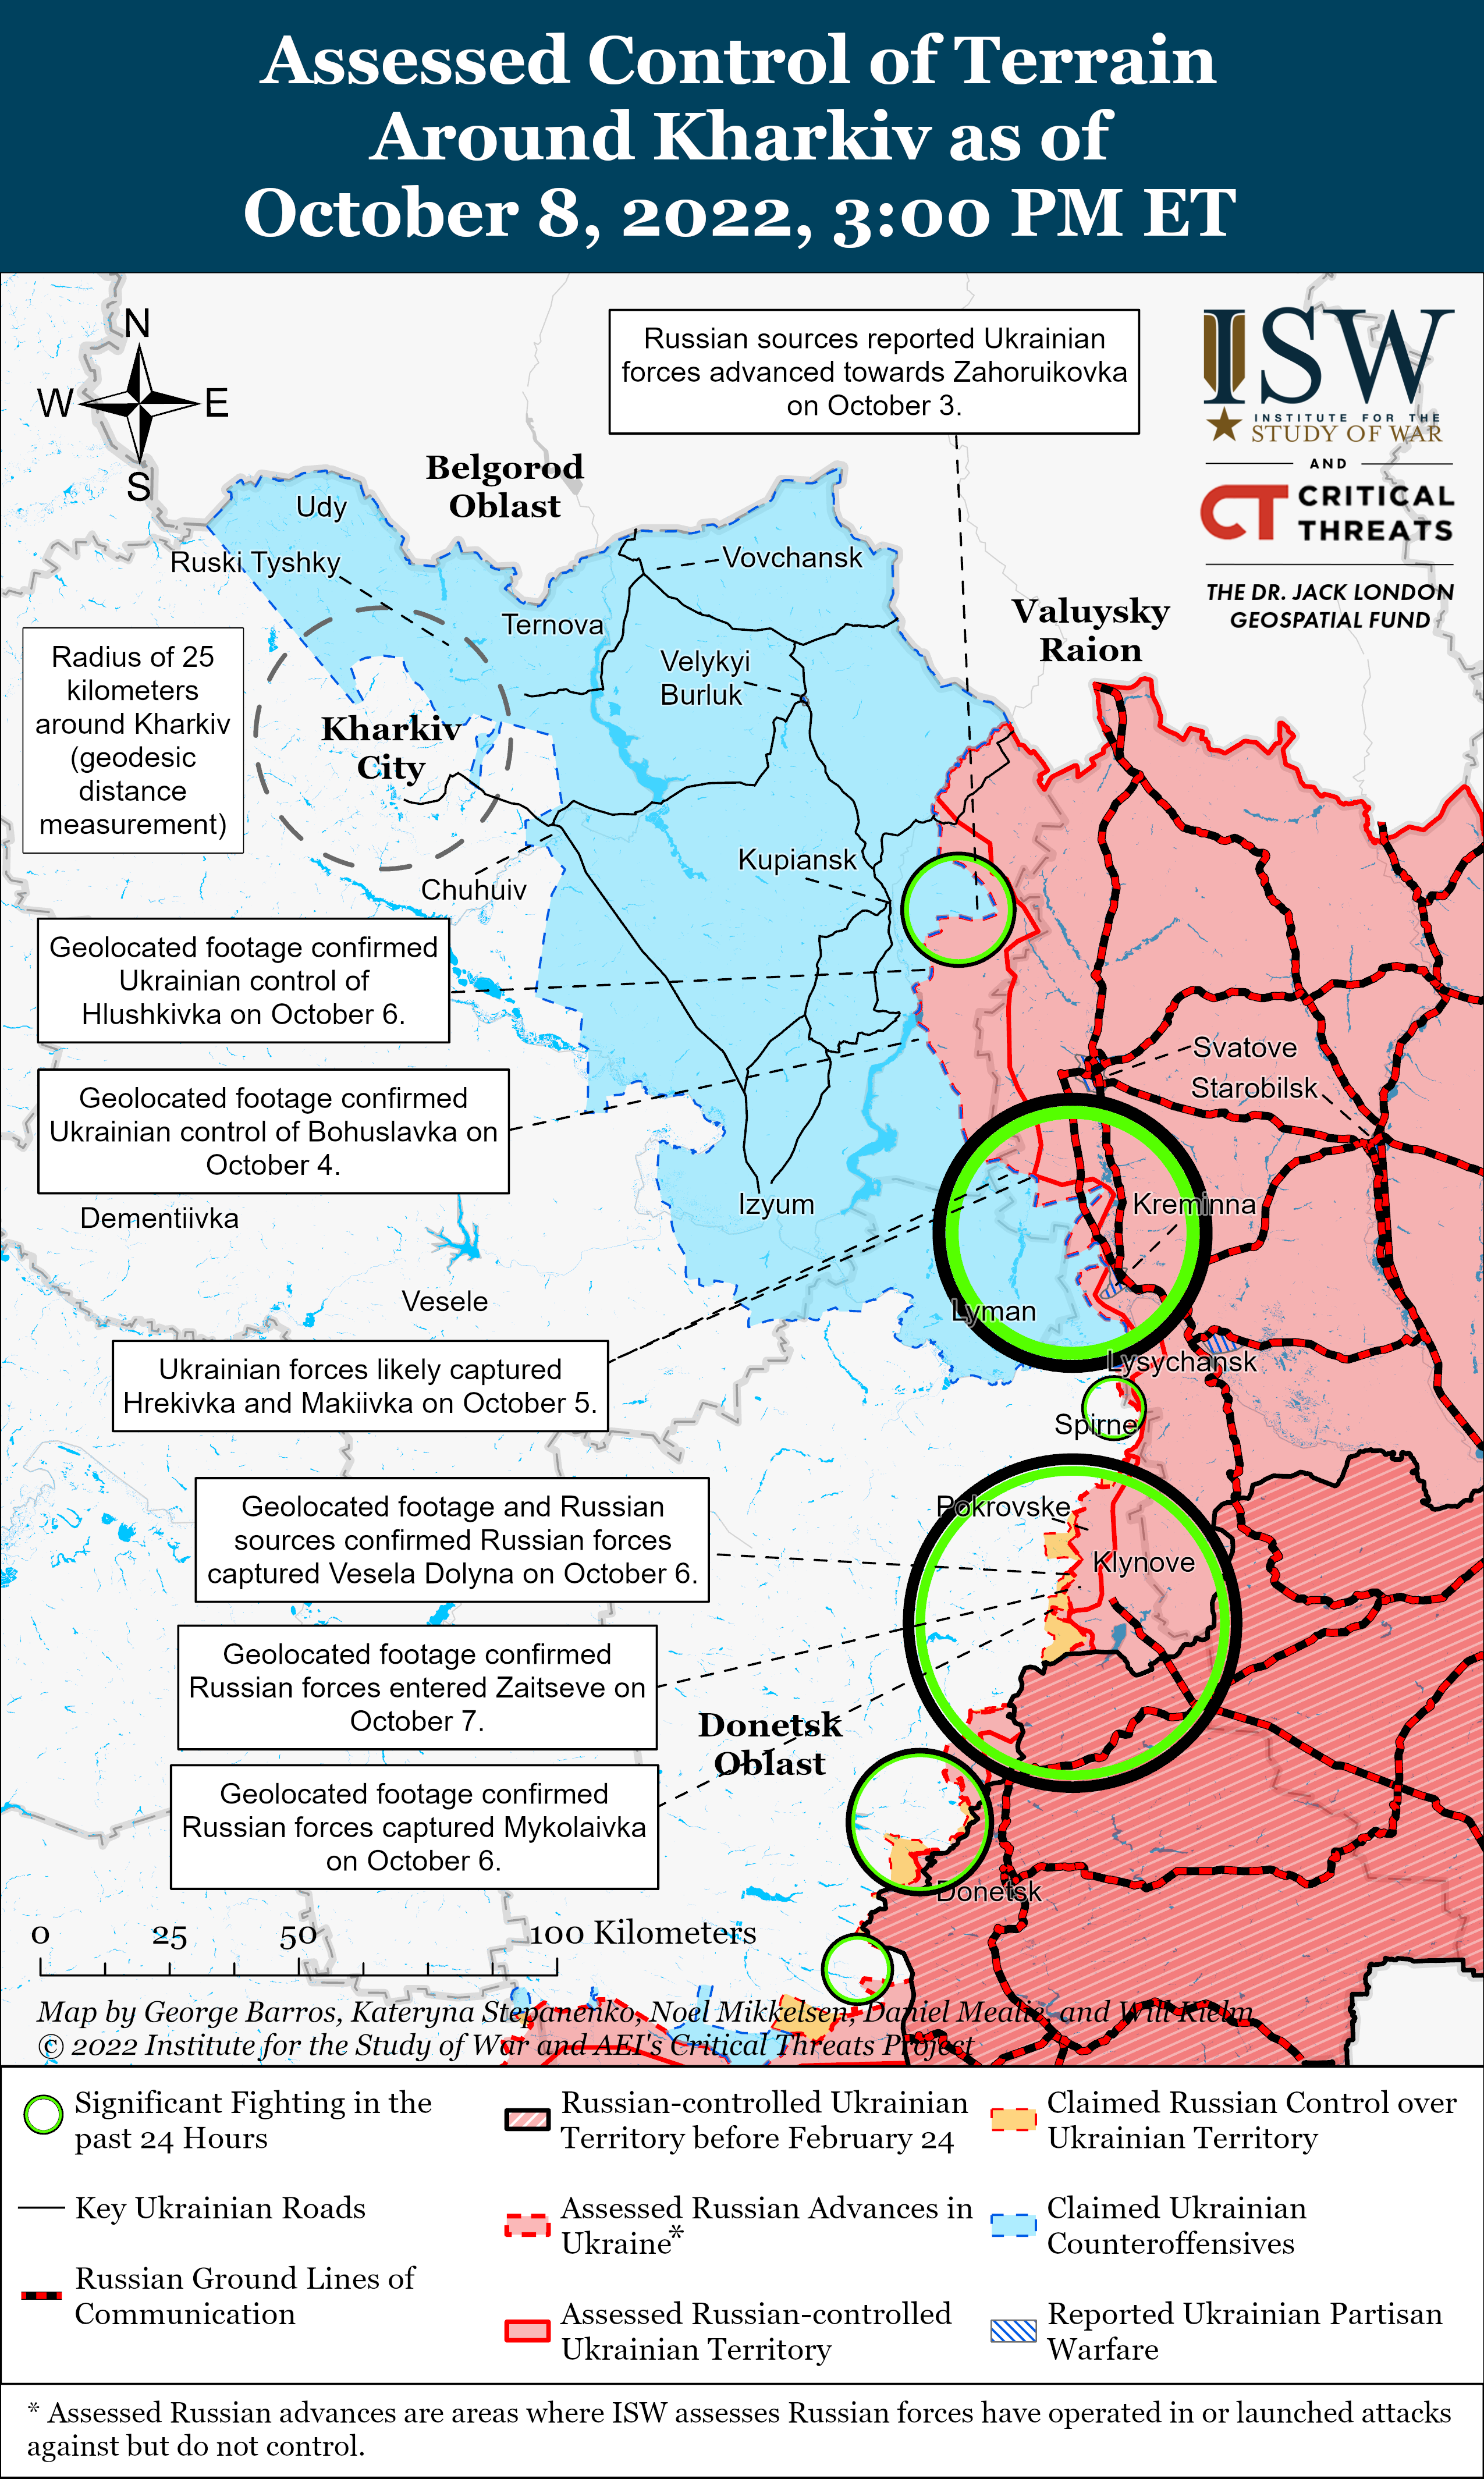 Assessed Control of Terrain
Around Kharkiv as of
October 8, 2022, 3:00 PM ET
N
W
E
S
Russian sources reported Ukrainian
forces advanced towards Zahoruikovka
on October 3.
ISW
INSTITUTE FOR THE
STUDY OF WAR
AND
CT CRITICAL
THREATS
THE DR. JACK LONDON
GEOSPATIAL FUND
Belgorod
Oblast
Udy
Ruski Tyshky
Vovchansk
Ternova
Valuysky
Raion
Velykyi
Burluk
Radius of 25
kilometers
around Kharkiv
(geodesic
distance
measurement)
Kharkiv
City
Kupiansk
Chuhuiv
Geolocated footage confirmed
Ukrainian control of
Hlushkivka on October 6.
Svatove
Starobilsk
Geolocated footage confirmed
Ukrainian control of Bohuslavka on
October 4.
Dementiivka
Izyum
Kreminna
Vesele
Lyman
Ukrainian forces likely captured
Hrekivka and Makiivka on October 5.
Lysychansk
Spirne
Geolocated footage and Russian
sources confirmed Russian forces
captured Vesela Dolyna on October 6.
Pokrovske
Klynove
Geolocated footage confirmed
Russian forces entered Zaitseve on
October 7.
Donetsk
Oblast
Geolocated footage confirmed
Russian forces captured Mykolaivka
on October 6.
Donetsk
0 25 50 100 Kilometers
Map by George Barros, Kateryna Stepanenko, Noel Mikkelsen, Daniel Mealie, and Will Kielm
© 2022 Institute for the Study of War and AEI's Critical Threats Project
Significant Fighting in the
past 24 Hours
Key Ukrainian Roads
Russian Ground Lines of
Communication
Russian-controlled Ukrainian
Territory before February 24
Assessed Russian Advances in
Ukraine*
Assessed Russian-controlled
Ukrainian Territory
Claimed Russian Control over
Ukrainian Territory
Claimed Ukrainian
Counteroffensives
Reported Ukrainian Partisan
Warfare
* Assessed Russian advances are areas where ISW assesses Russian forces have operated in or launched attacks
against but do not control.